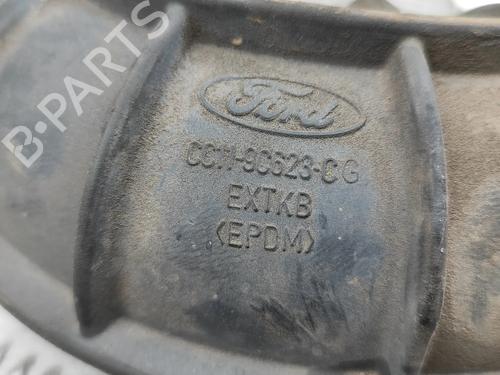 Ford
CC11-9C623-CG
EXTKB
<EPDM>
B-PARTS